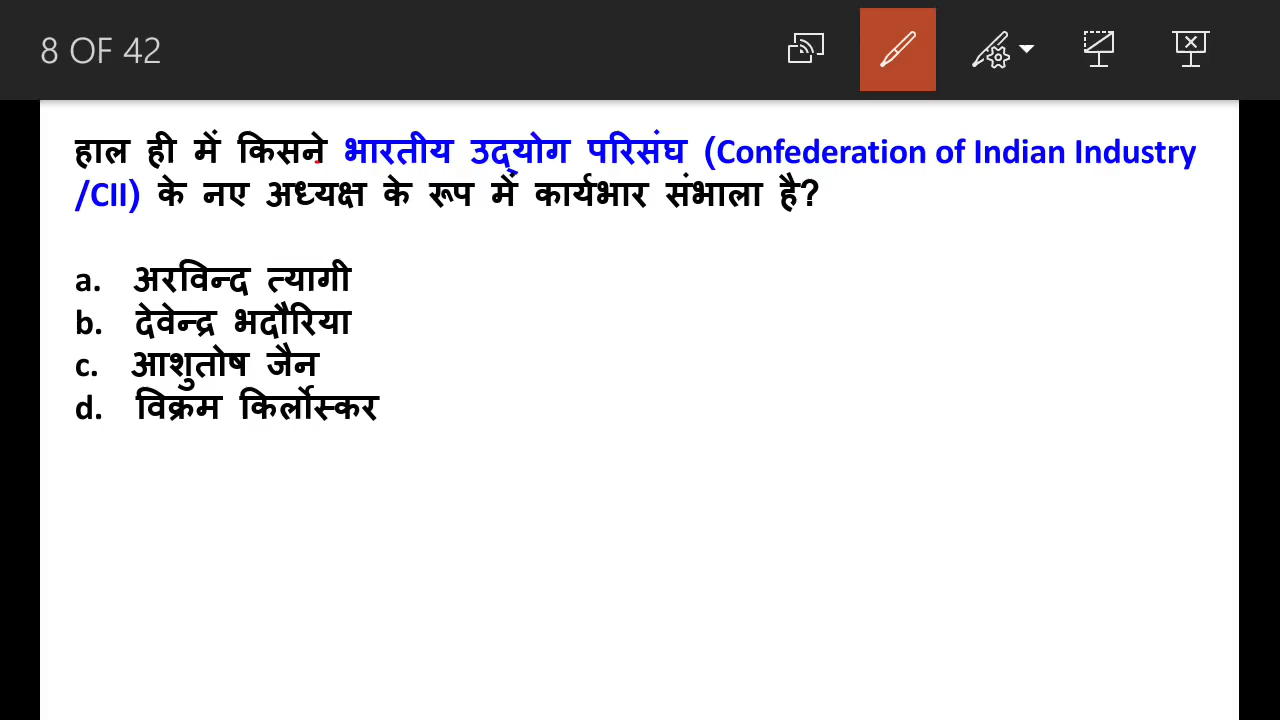 8 OF 42
हाल ही में किसने भारतीय उद्योग परिसंघ (Confederation of Indian Industry
/CII) के नए अध्यक्ष के रूप में कार्यभार संभाला है?
a. अरविन्द त्यागी
b. देवेन्द्र भदौरिया
c. आशुतोष जैन
d. विक्रम किर्लोस्कर